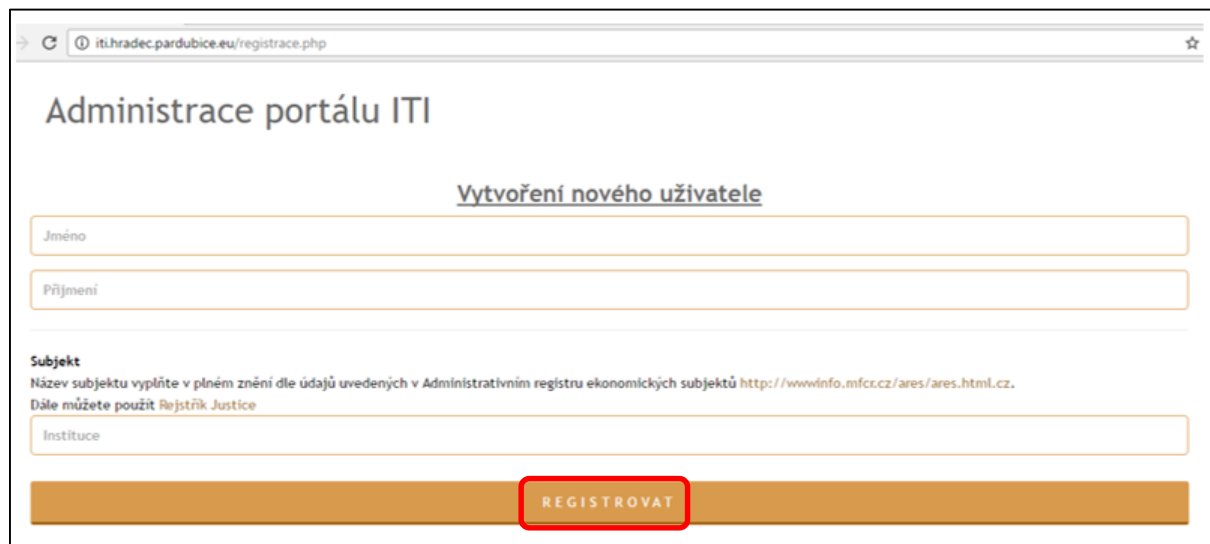 iti.hradec.pardubice.eu/registrace.php
Administrace portálu ITI
Vytvoření nového uživatele
Jméno
Příjmení
Subjekt
Název subjektu vyplňte v plném znění dle údajů uvedených v Administrativním registru ekonomických subjektů http://wwwinfo.mfcr.cz/ares/ares.html.cz.
Dále můžete použít Rejstřík Justice
Instituce
REGISTROVAT